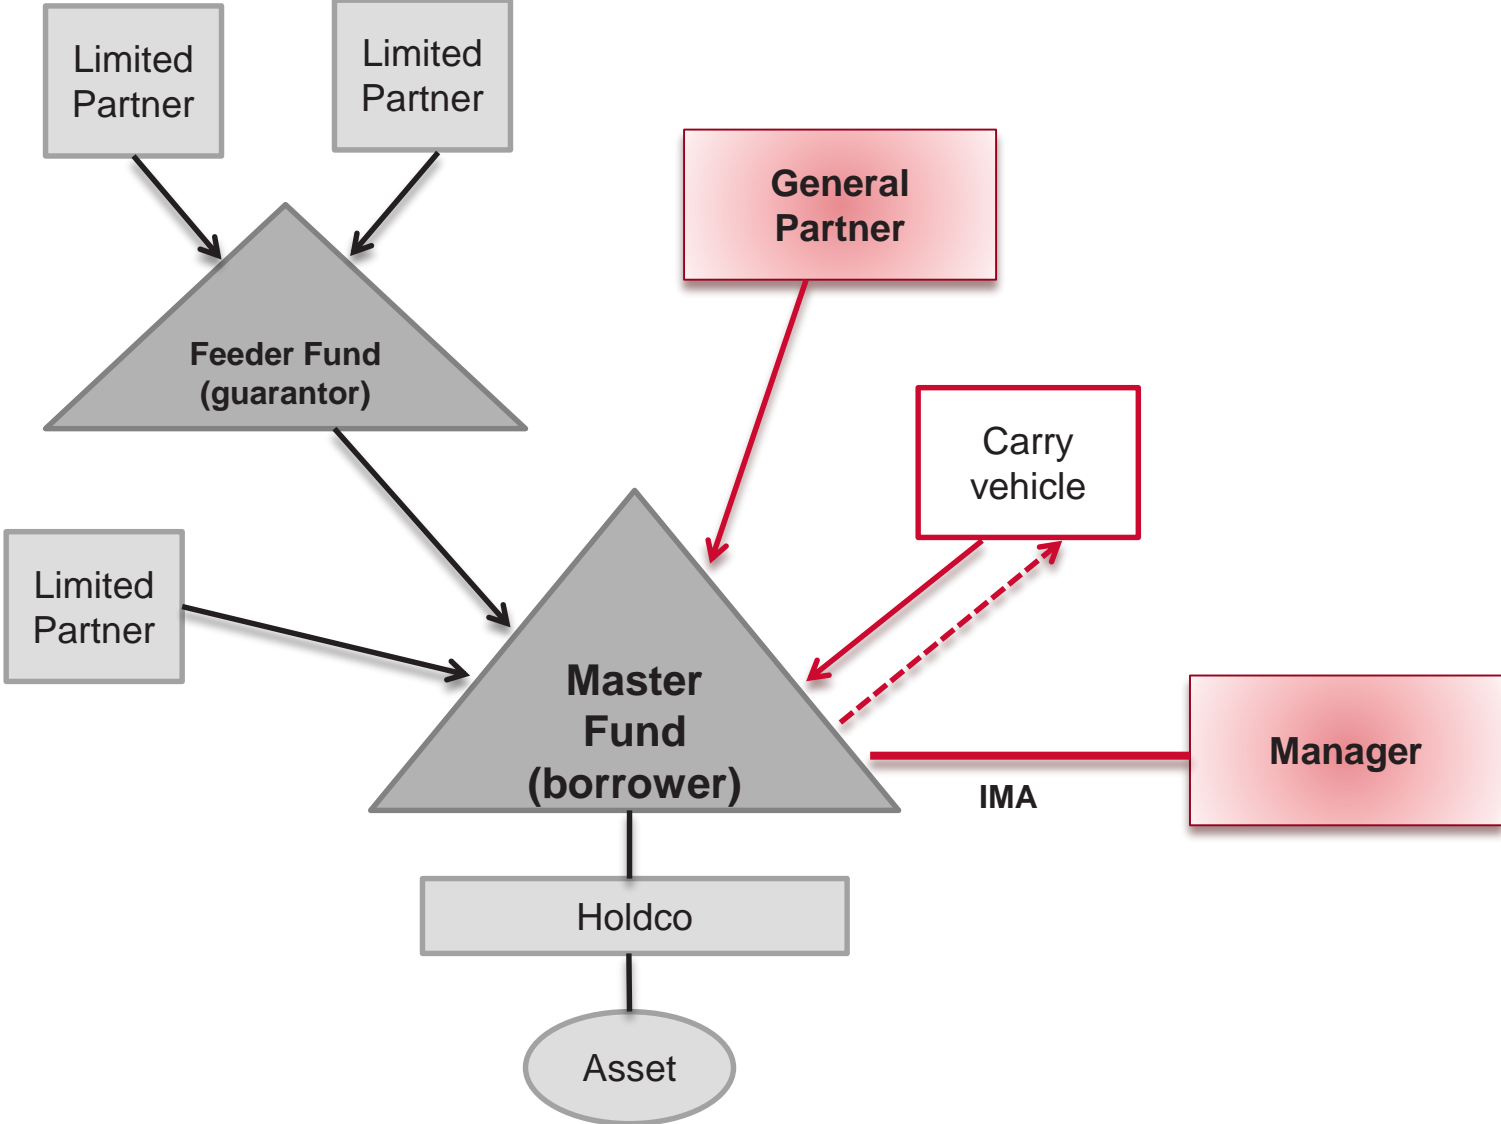 Limited
Partner
Limited
Partner
General
Partner
Feeder Fund
(guarantor)
Carry
vehicle
Limited
Partner
Master
Fund
(borrower)
Manager
IMA
Holdco
Asset